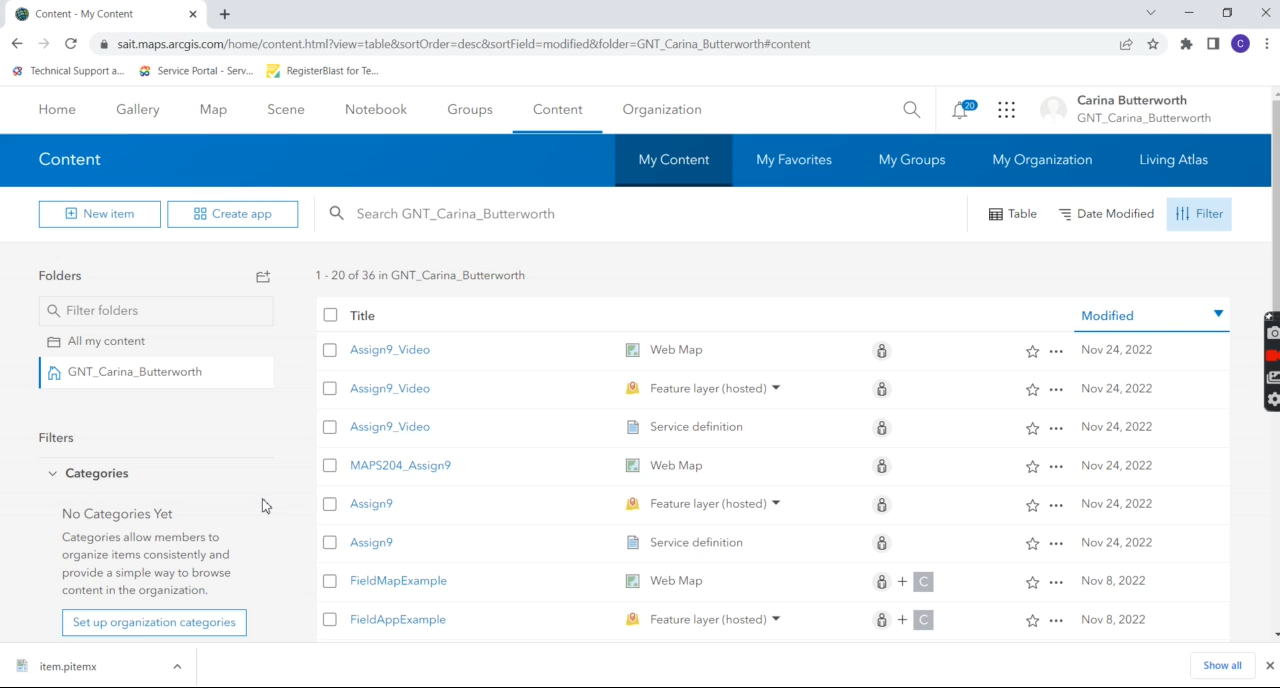 Content - My Content
sait.maps.arcgis.com/home/content.html?view=table&sortOrder=desc&sortField=modified&folder=GNT_Carina_Butterworth#content
C
Technical Support a... Service Portal - Serv... RegisterBlast for Te...
Home Gallery Map Scene Notebook Groups Content Organization 20 Carina Butterworth
GNT_Carina_Butterworth
Content My Content My Favorites My Groups My Organization Living Atlas
New item Create app Search GNT_Carina_Butterworth Table Date Modified Filter
Folders 1 - 20 of 36 in GNT_Carina_Butterworth
Filter folders
All my content
GNT_Carina_Butterworth
Filters
Categories
No Categories Yet
Categories allow members to
organize items consistently and
provide a simple way to browse
content in the organization.
Set up organization categories
Title Modified
Assign9_Video Web Map Nov 24, 2022
Assign9_Video Feature layer (hosted) Nov 24, 2022
Assign9_Video Service definition Nov 24, 2022
MAPS204_Assign9 Web Map Nov 24, 2022
Assign9 Feature layer (hosted) Nov 24, 2022
Assign9 Service definition Nov 24, 2022
FieldMapExample Web Map + C Nov 8, 2022
FieldAppExample Feature layer (hosted) + C Nov 8, 2022
item.pitemx Show all